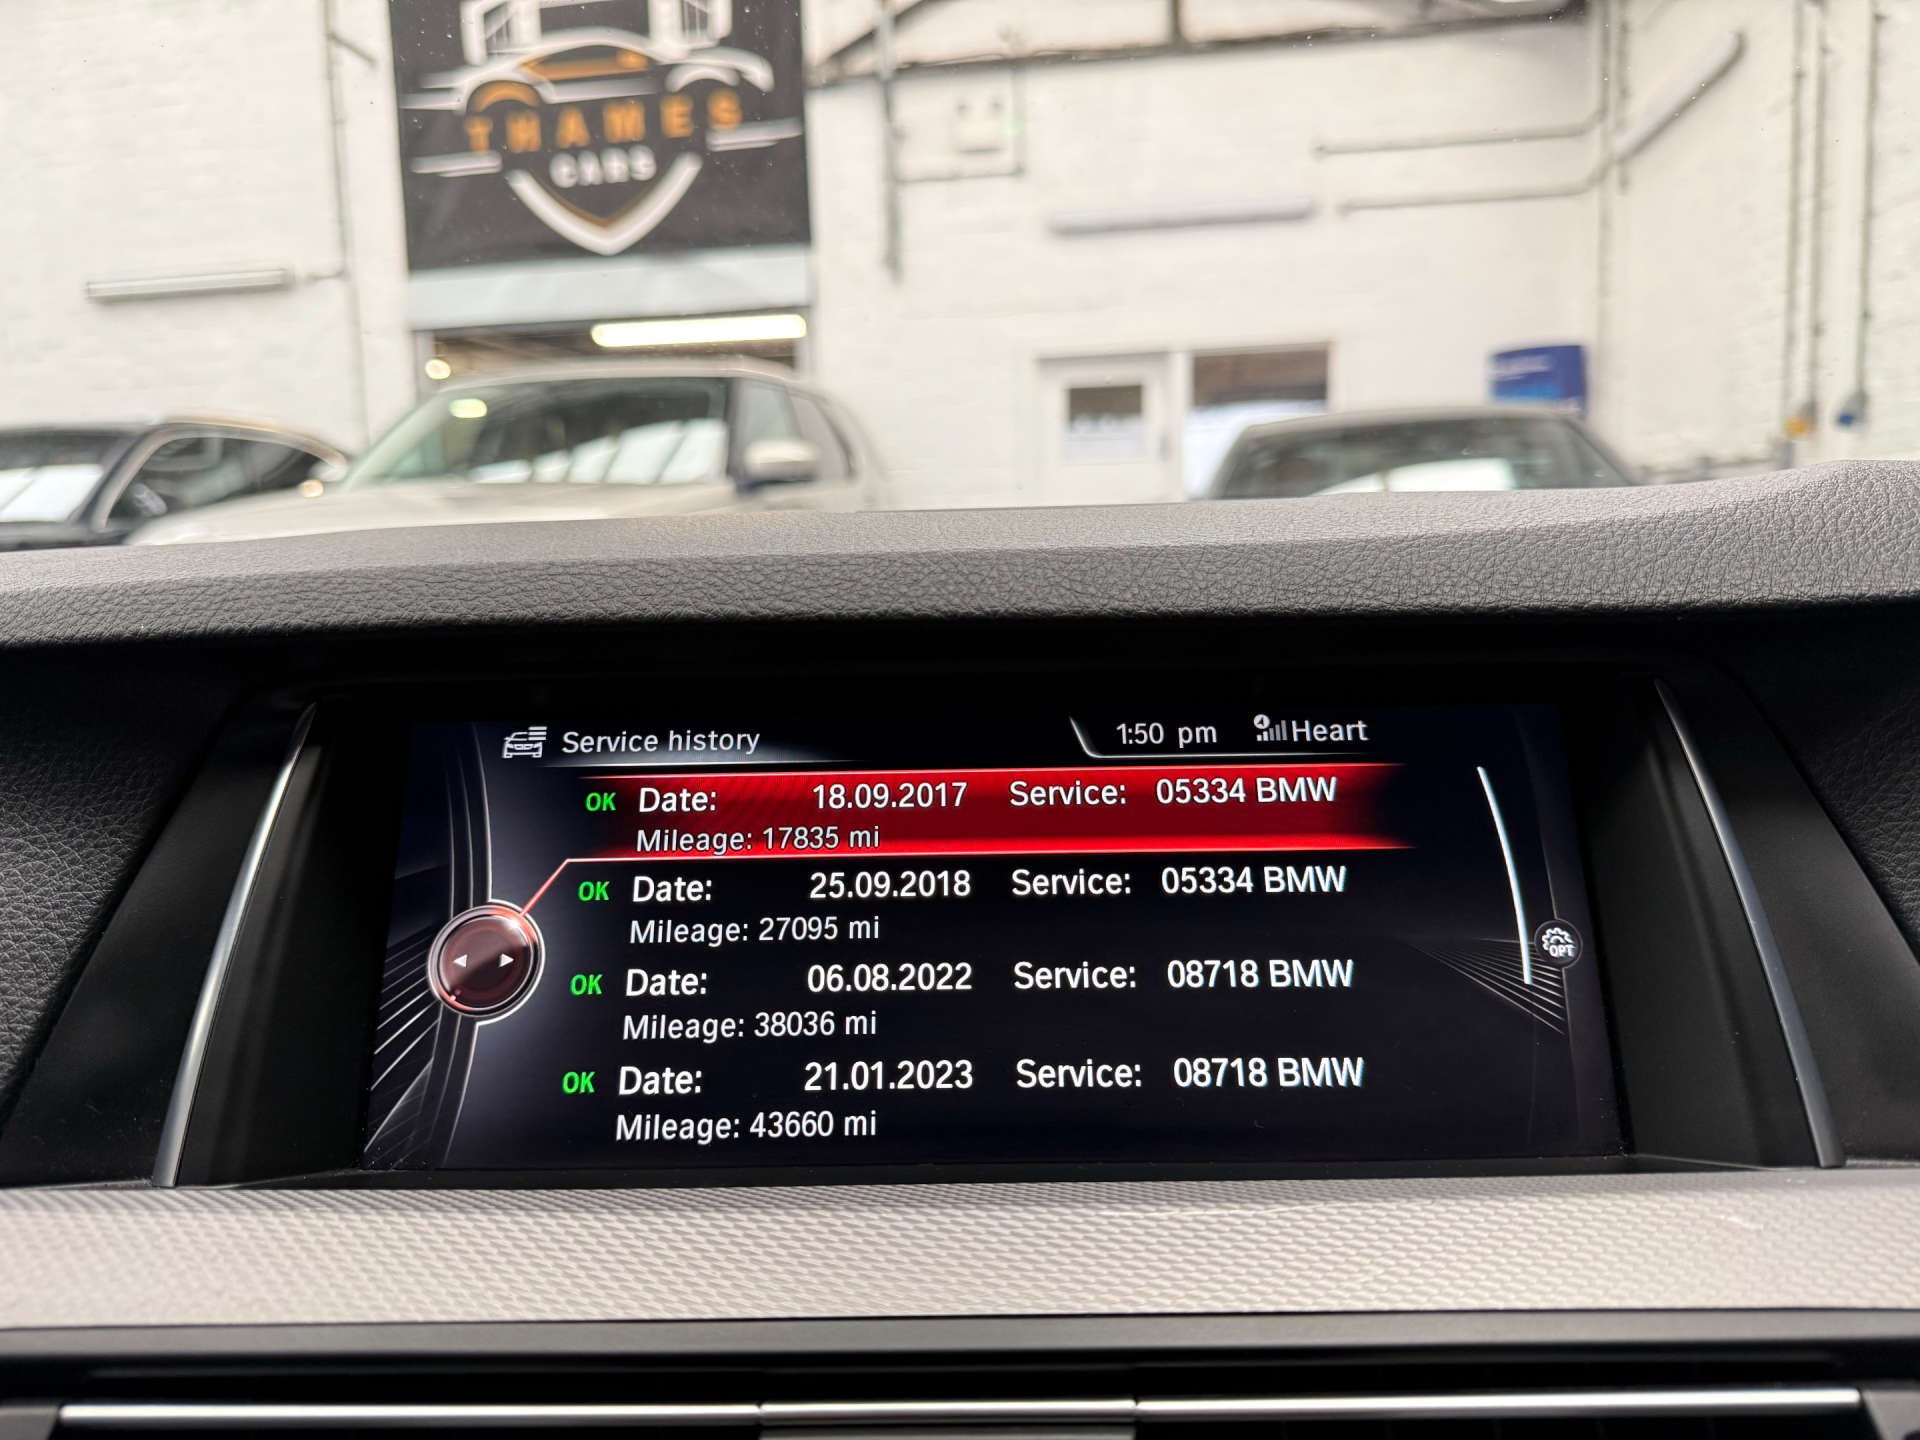 THAMES
CARS
Service history 1:50 pm Heart
OK Date: 18.09.2017 Service: 05334 BMW
Mileage: 17835 mi
OK Date: 25.09.2018 Service: 05334 BMW
Mileage: 27095 mi
OK Date: 06.08.2022 Service: 08718 BMW
Mileage: 38036 mi
OPT
OK Date: 21.01.2023 Service: 08718 BMW
Mileage: 43660 mi